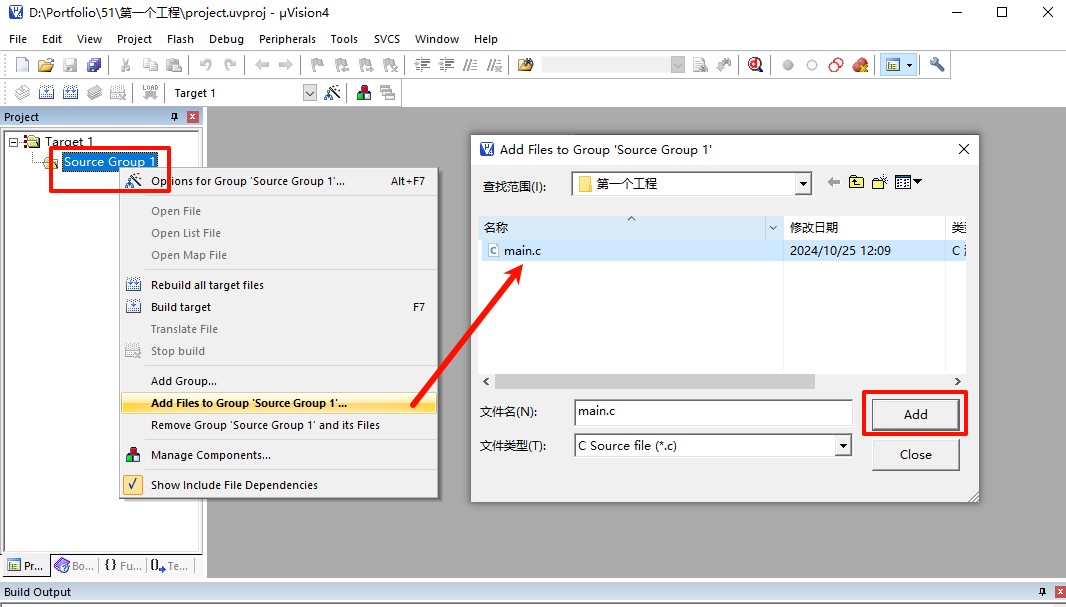 D:\Portfolio\51\第一个工程\project.uvproj - µVision4
File Edit View Project Flash Debug Peripherals Tools SVCS Window Help
LOAD Target 1
Project
Target 1
Source Group 1
Options for Group 'Source Group 1'... Alt+F7
Open File
Open List File
Open Map File
Rebuild all target files
Build target F7
Translate File
Stop build
Add Group...
Add Files to Group 'Source Group 1'...
Remove Group 'Source Group 1' and its Files
Manage Components...
Show Include File Dependencies
Add Files to Group 'Source Group 1'
查找范围(I): 第一个工程
名称 修改日期
main.c 2024/10/25 12:09 C
文件名(N): main.c Add
文件类型(T): C Source file (*.c) Close
Pr... Bo... {} Fu... Te...
Build Output